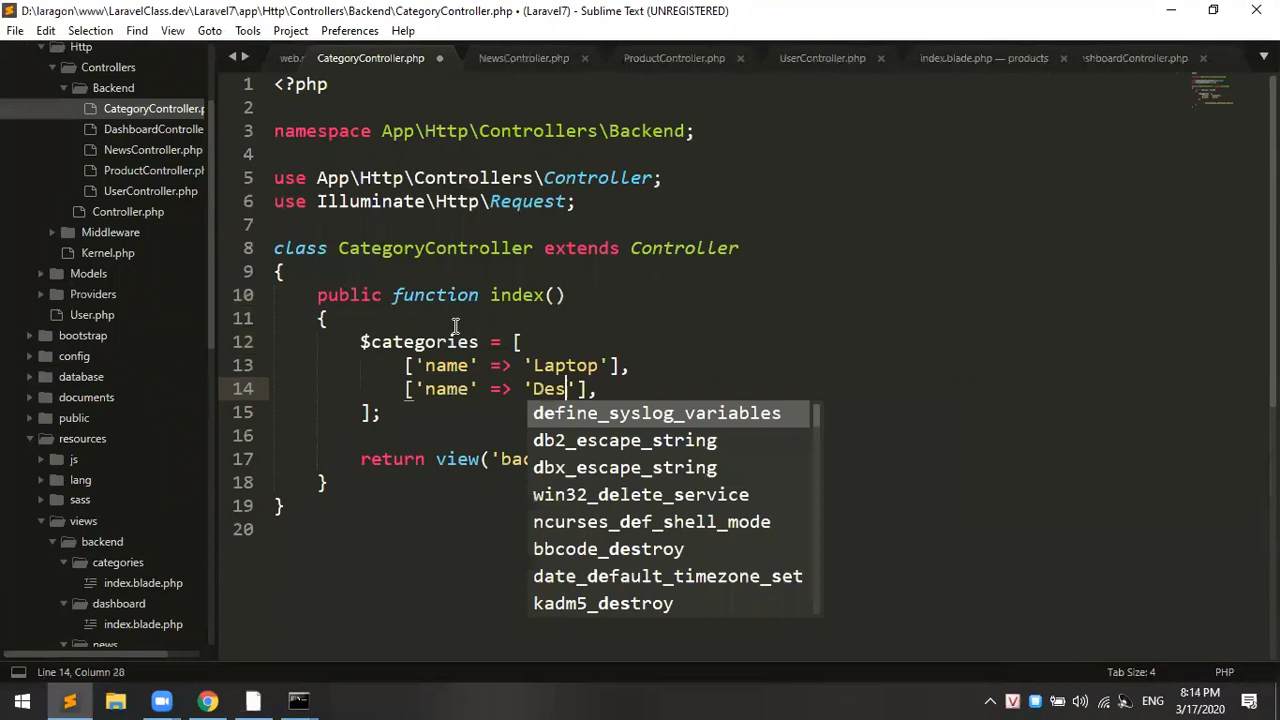 D:\laragon\www\LaravelClass.dev\Laravel7\app\Http\Controllers\Backend\CategoryController.php • (Laravel7) - Sublime Text (UNREGISTERED)
File Edit Selection Find View Goto Tools Project Preferences Help
Http
Controllers
Backend
CategoryController.p
DashboardControlle
NewsController.php
ProductController.ph
UserController.php
Controller.php
Middleware
Kernel.php
Models
Providers
User.php
bootstrap
config
database
documents
public
resources
js
lang
sass
views
backend
categories
index.blade.php
dashboard
index.blade.php
news
web. CategoryController.php NewsController.php ProductController.php UserController.php index.blade.php — products ashboardController.php
1 <?php
2
3 namespace App\Http\Controllers\Backend;
4
5 use App\Http\Controllers\Controller;
6 use Illuminate\Http\Request;
7
8 class CategoryController extends Controller
9 {
10 public function index()
11 {
12 $categories = [
13 ['name' => 'Laptop'],
14 ['name' => 'Des'],
15 ];
16
17 return view('bac
18 }
19 }
20
define_syslog_variables
db2_escape_string
dbx_escape_string
win32_delete_service
ncurses_def_shell_mode
bbcode_destroy
date_default_timezone_set
kadm5_destroy
Line 14, Column 28 Tab Size: 4 PHP
ENG 8:14 PM
3/17/2020